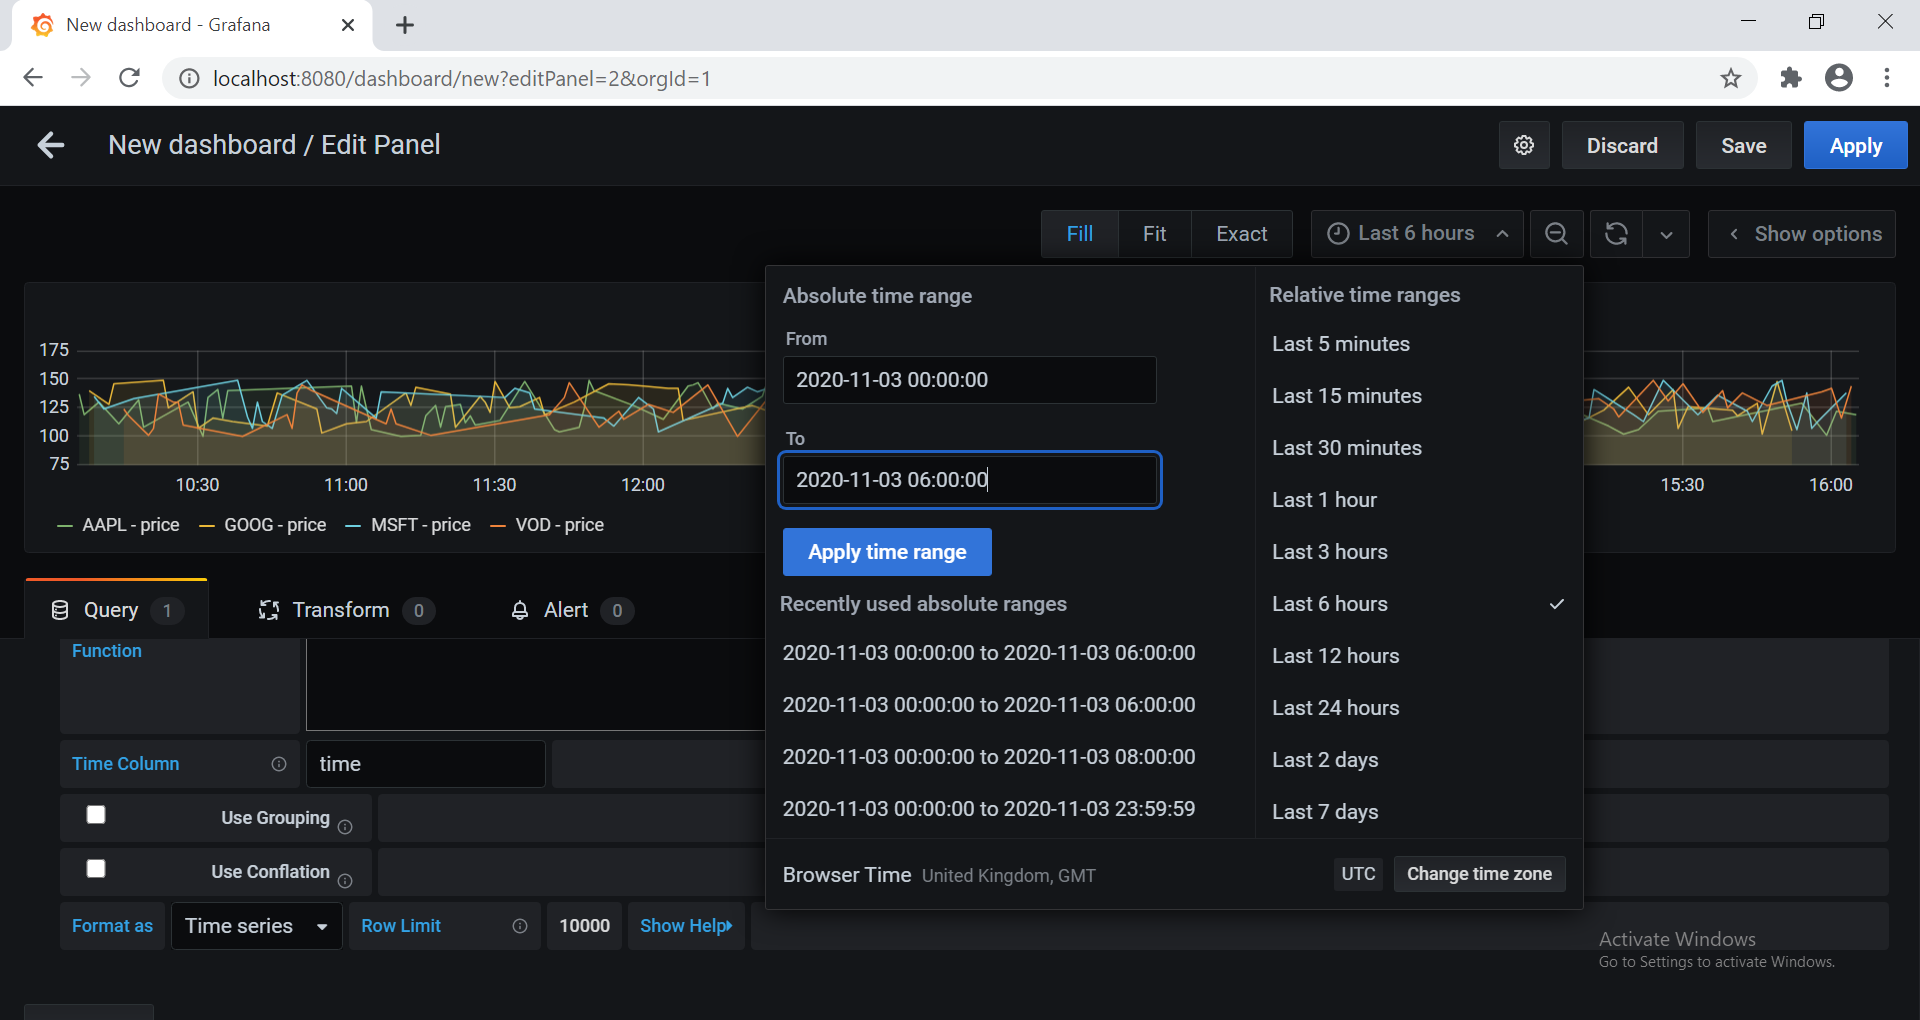 New dashboard - Grafana
localhost:8080/dashboard/new?editPanel=2&orgId=1
New dashboard / Edit Panel
Discard
Save
Apply
Fill
Fit
Exact
Last 6 hours
Show options
175
150
125
100
75
10:30
11:00
11:30
12:00
15:30
16:00
AAPL - price
GOOG - price
MSFT - price
VOD - price
Absolute time range
From
2020-11-03 00:00:00
To
2020-11-03 06:00:00
Apply time range
Recently used absolute ranges
2020-11-03 00:00:00 to 2020-11-03 06:00:00
2020-11-03 00:00:00 to 2020-11-03 06:00:00
2020-11-03 00:00:00 to 2020-11-03 08:00:00
2020-11-03 00:00:00 to 2020-11-03 23:59:59
Relative time ranges
Last 5 minutes
Last 15 minutes
Last 30 minutes
Last 1 hour
Last 3 hours
Last 6 hours
Last 12 hours
Last 24 hours
Last 2 days
Last 7 days
Browser Time United Kingdom, GMT
UTC
Change time zone
Query 1
Transform 0
Alert 0
Function
Time Column
time
Use Grouping
Use Conflation
Format as
Time series
Row Limit
10000
Show Help
Activate Windows
Go to Settings to activate Windows.